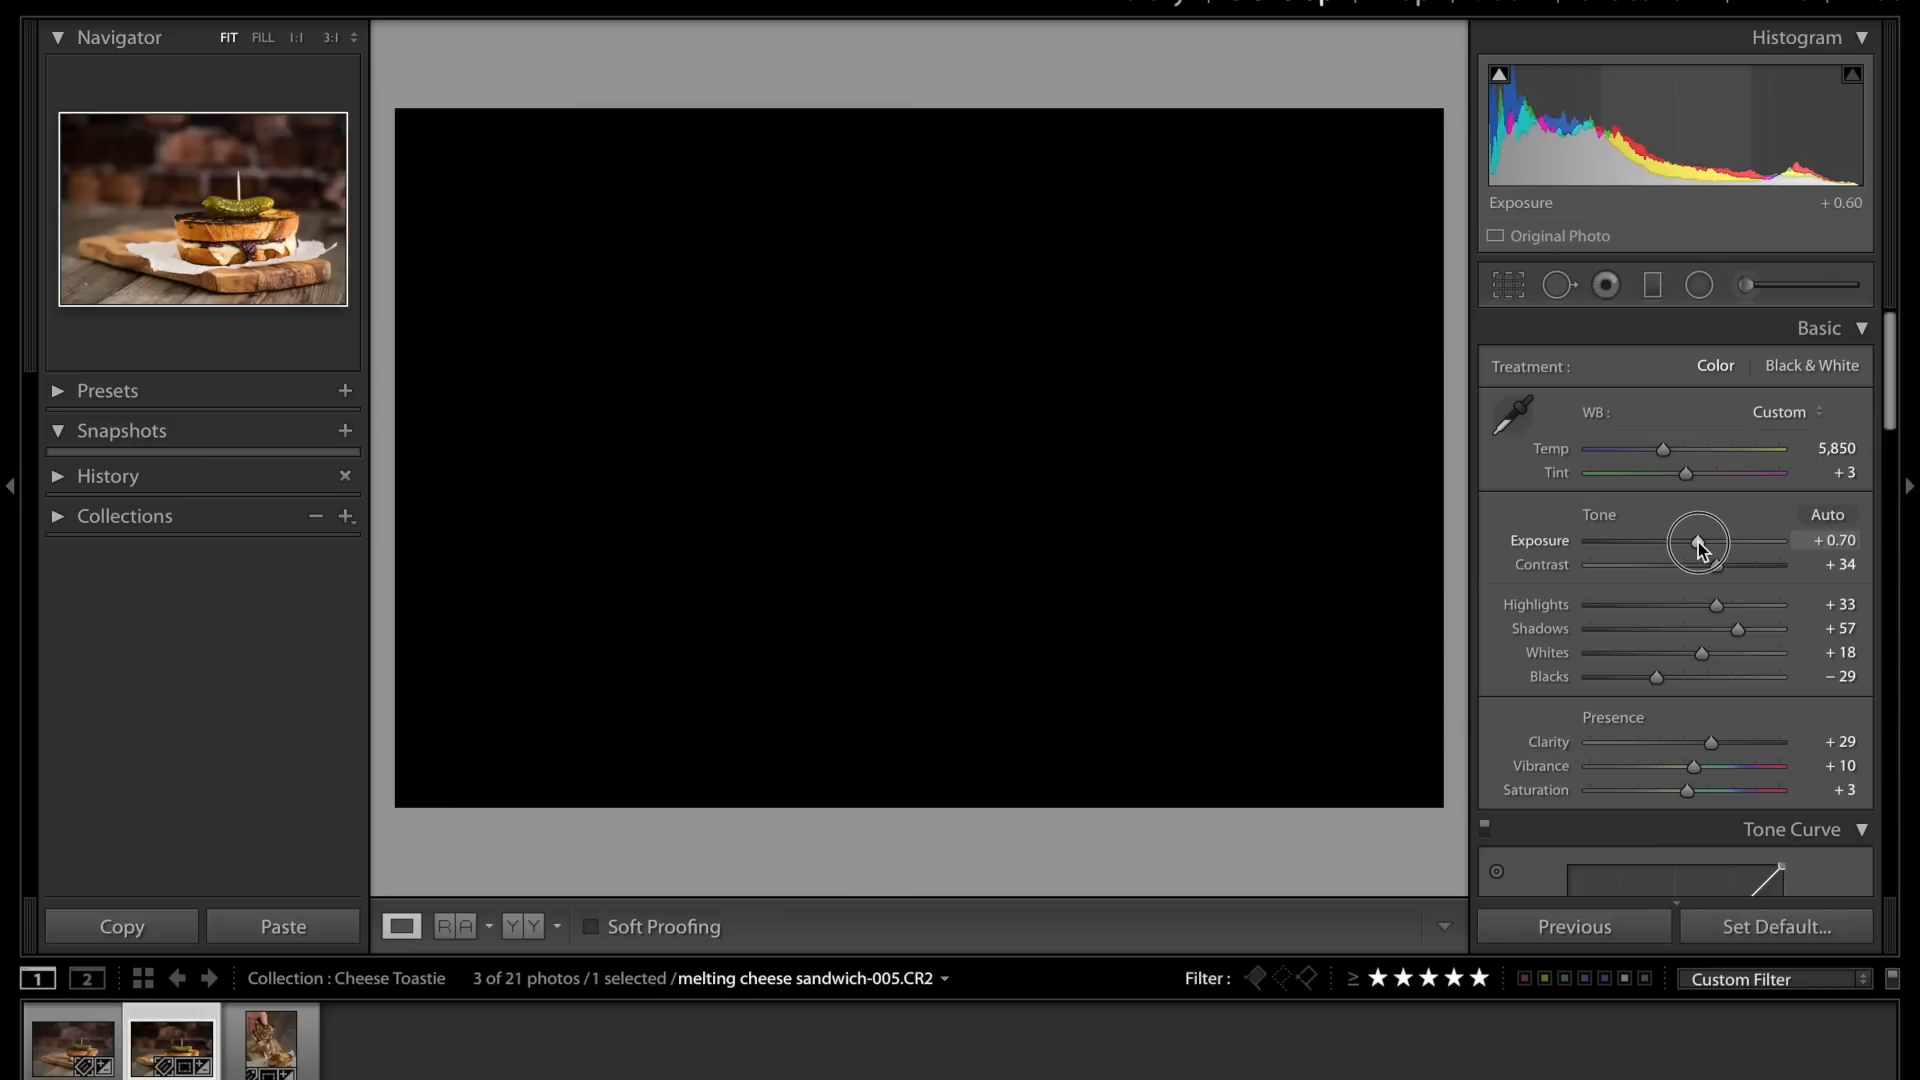 Navigator FIT FILL 1:1 3:1
Histogram
Exposure + 0.60
Original Photo
Basic
Treatment : Color Black & White
WB : Custom
Temp 5,850
Tint + 3
Tone Auto
Exposure + 0.70
Contrast + 34
Highlights + 33
Shadows + 57
Whites + 18
Blacks − 29
Presence
Clarity + 29
Vibrance + 10
Saturation + 3
Tone Curve
Presets
Snapshots
History
Collections
Copy Paste
R A Y Y Soft Proofing
Previous Set Default...
1 2 Collection : Cheese Toastie 3 of 21 photos / 1 selected / melting cheese sandwich-005.CR2 Filter : ≥ ★★★★★ Custom Filter